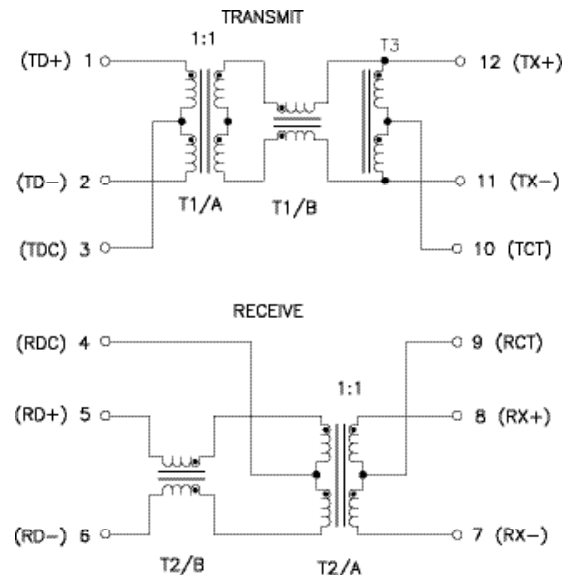 TRANSMIT
1:1
T3
(TD+) 1
12 (TX+)
(TD-) 2
11 (TX-)
T1/A
T1/B
(TDC) 3
10 (TCT)
RECEIVE
(RDC) 4
9 (RCT)
1:1
(RD+) 5
8 (RX+)
(RD-) 6
7 (RX-)
T2/B
T2/A